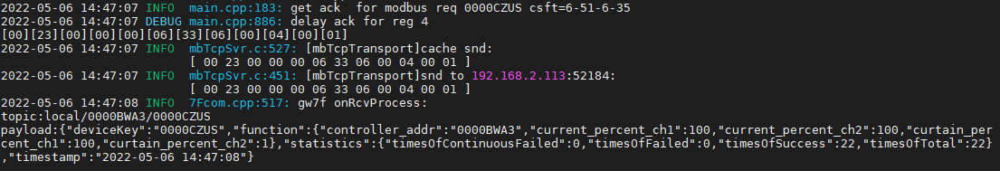 2022-05-06 14:47:07 INFO  main.cpp:183: get ack  for modbus req 0000CZUS csft=6-51-6-35
2022-05-06 14:47:07 DEBUG main.cpp:886: delay ack for reg 4
[00][23][00][00][00][06][33][06][00][04][00][01]
2022-05-06 14:47:07 INFO  mbTcpSvr.c:527: [mbTcpTransport]cache snd:
[ 00 23 00 00 00 06 33 06 00 04 00 01 ]
2022-05-06 14:47:07 INFO  mbTcpSvr.c:451: [mbTcpTransport]snd to 192.168.2.113:52184:
[ 00 23 00 00 00 06 33 06 00 04 00 01 ]
2022-05-06 14:47:08 INFO  7Fcom.cpp:517: gw7f onRcvProcess:
topic:local/0000BWA3/0000CZUS
payload:{"deviceKey":"0000CZUS","function":{"controller_addr":"0000BWA3","current_percent_ch1":100,"current_percent_ch2":100,"curtain_per
cent_ch1":100,"curtain_percent_ch2":1},"statistics":{"timesOfContinuousFailed":0,"timesOfFailed":0,"timesOfSuccess":22,"timesOfTotal":22}
,"timestamp":"2022-05-06 14:47:08"}